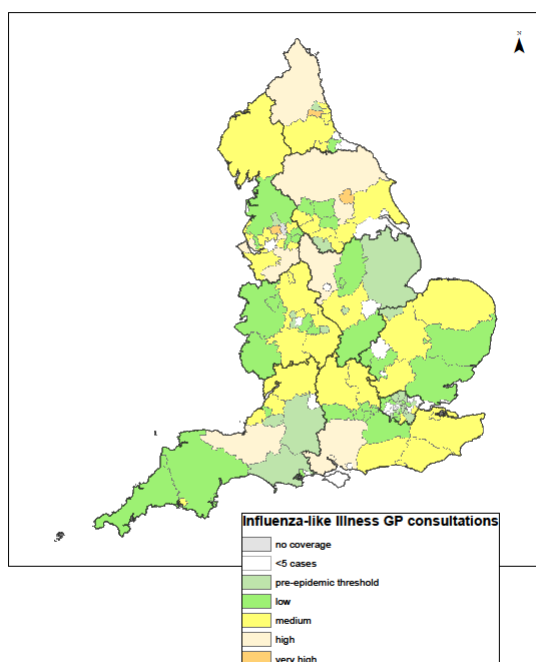 N
Influenza-like Illness GP consultations
no coverage
<5 cases
pre-epidemic threshold
low
medium
high
very high